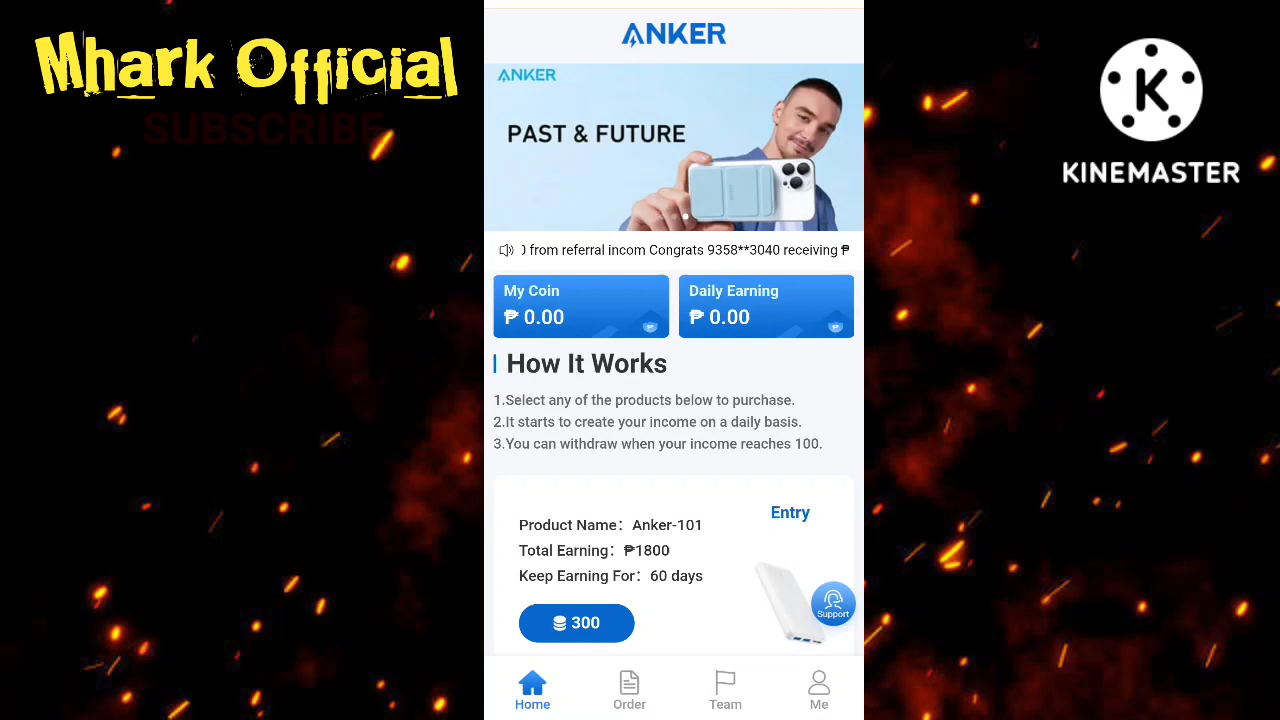 Mhark Official
SUBSCRIBE
ANKER
ANKER
PAST & FUTURE
from referral incom Congrats 9358**3040 receiving ₱
My Coin
₱ 0.00
Daily Earning
₱ 0.00
How It Works
1.Select any of the products below to purchase.
2.It starts to create your income on a daily basis.
3.You can withdraw when your income reaches 100.
Entry
Product Name：Anker-101
Total Earning：₱1800
Keep Earning For：60 days
300
Support
Home
Order
Team
Me
K
KINEMASTER